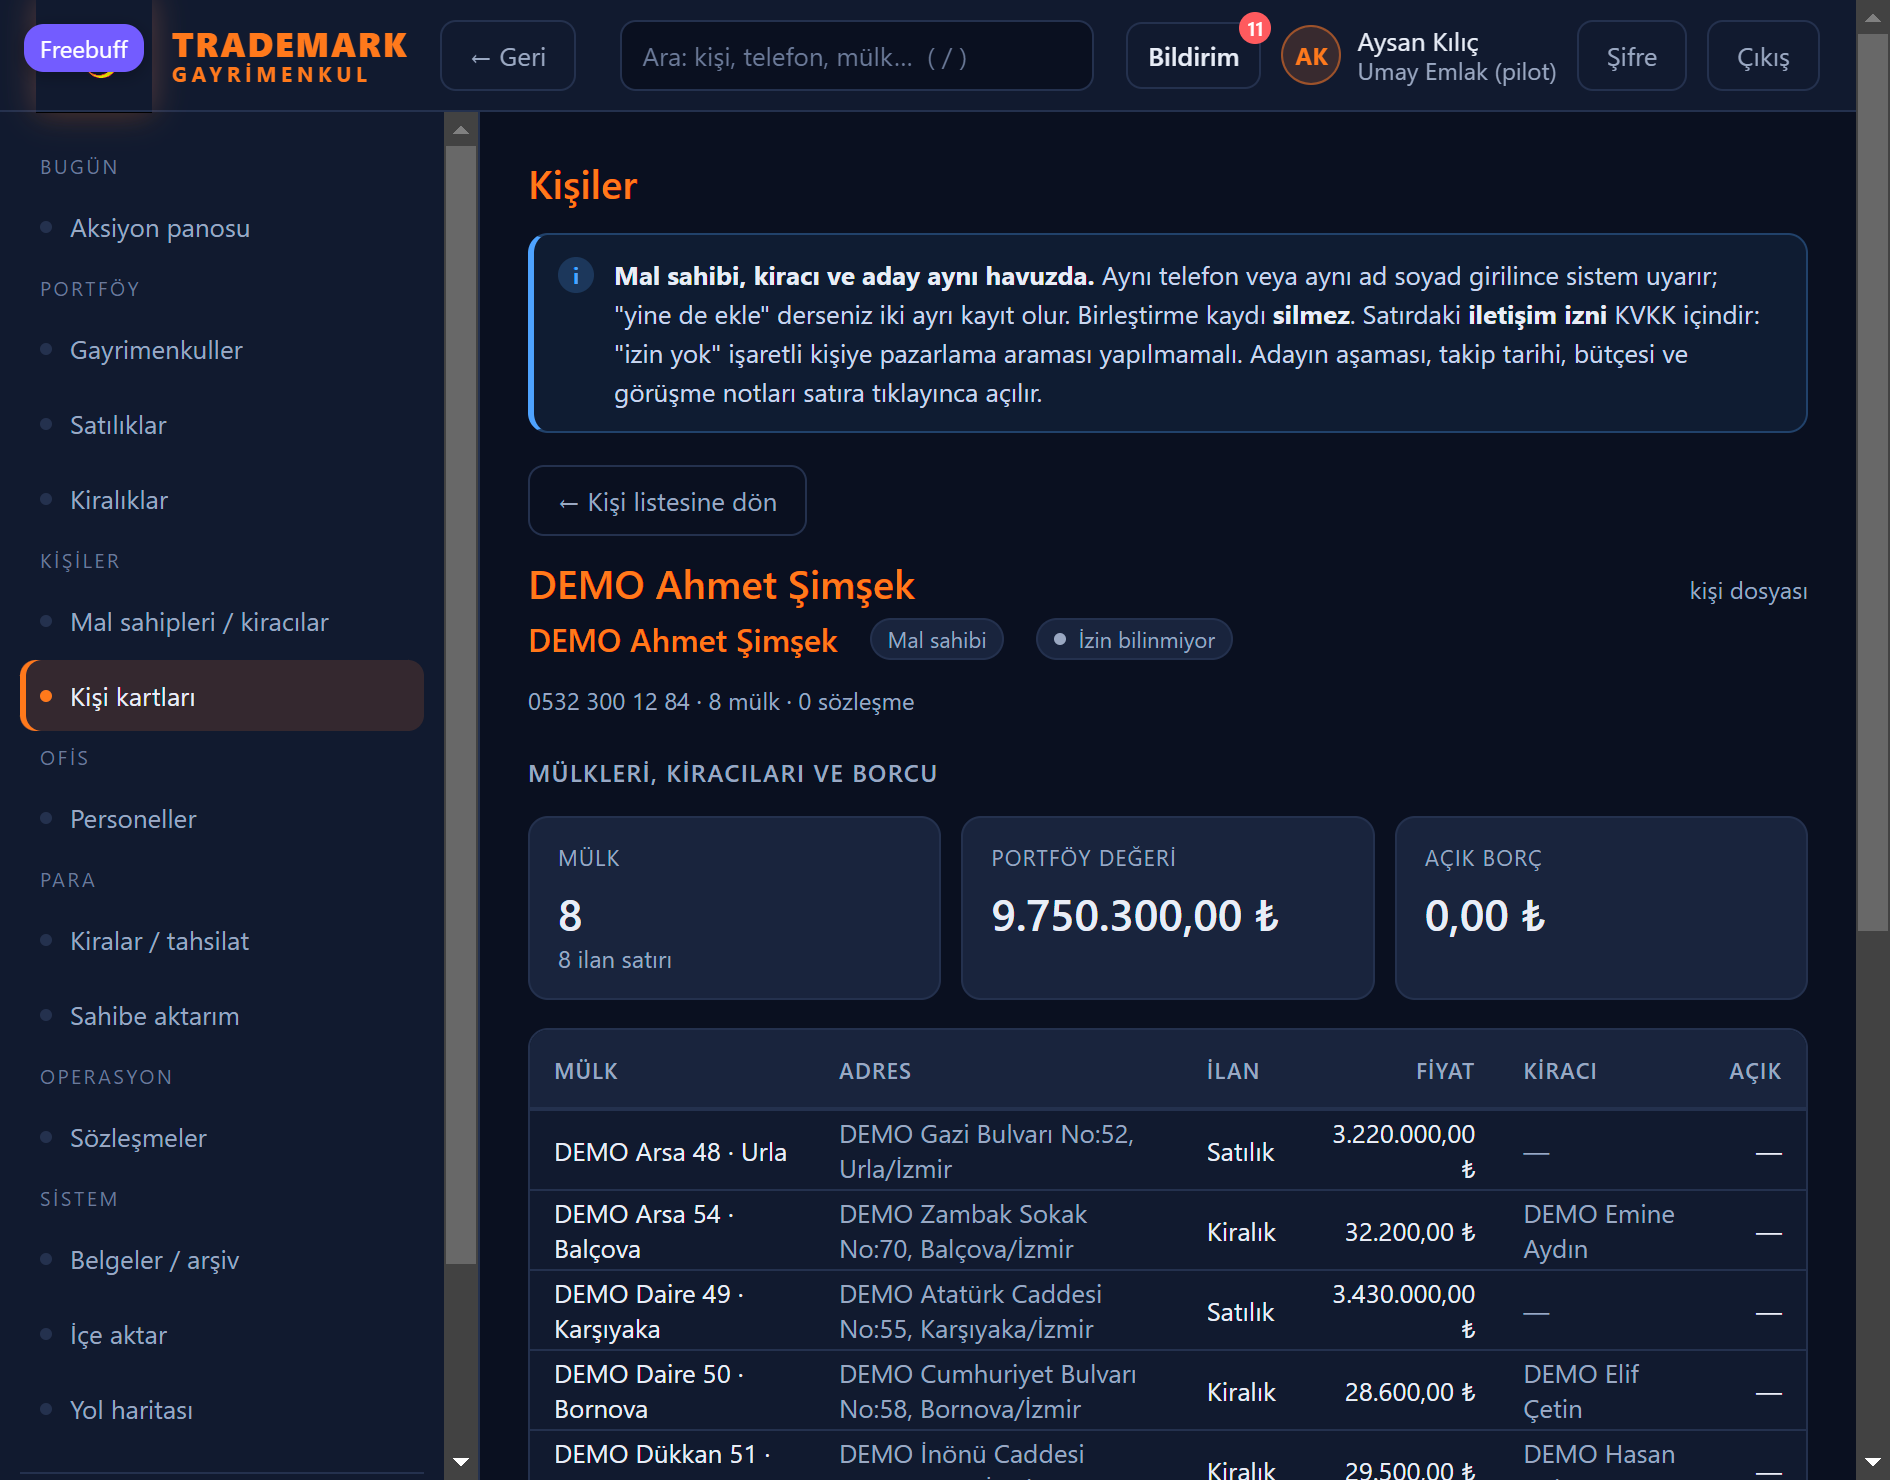 Freebuff
TRADEMARK
GAYRİMENKUL
← Geri
Ara: kişi, telefon, mülk... ( / )
Bildirim
11
AK
Aysan Kılıç
Umay Emlak (pilot)
Şifre
Çıkış
BUGÜN
Aksiyon panosu
PORTFÖY
Gayrimenkuller
Satılıklar
Kiralıklar
KİŞİLER
Mal sahipleri / kiracılar
Kişi kartları
OFİS
Personeller
PARA
Kiralar / tahsilat
Sahibe aktarım
OPERASYON
Sözleşmeler
SİSTEM
Belgeler / arşiv
İçe aktar
Yol haritası
Kişiler
i
Mal sahibi, kiracı ve aday aynı havuzda. Aynı telefon veya aynı ad soyad girilince sistem uyarır;
"yine de ekle" derseniz iki ayrı kayıt olur. Birleştirme kaydı silmez. Satırdaki iletişim izni KVKK içindir:
"izin yok" işaretli kişiye pazarlama araması yapılmamalı. Adayın aşaması, takip tarihi, bütçesi ve
görüşme notları satıra tıklayınca açılır.
← Kişi listesine dön
DEMO Ahmet Şimşek
kişi dosyası
DEMO Ahmet Şimşek
Mal sahibi
İzin bilinmiyor
0532 300 12 84 · 8 mülk · 0 sözleşme
MÜLKLERİ, KİRACILARI VE BORCU
MÜLK
8
8 ilan satırı
PORTFÖY DEĞERİ
9.750.300,00 ₺
AÇIK BORÇ
0,00 ₺
MÜLK ADRES İLAN FİYAT KİRACI AÇIK
DEMO Arsa 48 · Urla
DEMO Gazi Bulvarı No:52,
Urla/İzmir
Satılık
3.220.000,00
₺
—
—
DEMO Arsa 54 ·
Balçova
DEMO Zambak Sokak
No:70, Balçova/İzmir
Kiralık
32.200,00 ₺
DEMO Emine
Aydın
—
DEMO Daire 49 ·
Karşıyaka
DEMO Atatürk Caddesi
No:55, Karşıyaka/İzmir
Satılık
3.430.000,00
₺
—
—
DEMO Daire 50 ·
Bornova
DEMO Cumhuriyet Bulvarı
No:58, Bornova/İzmir
Kiralık
28.600,00 ₺
DEMO Elif
Çetin
—
DEMO Dükkan 51 ·
DEMO İnönü Caddesi
Kiralık
29.500,00 ₺
DEMO Hasan
—